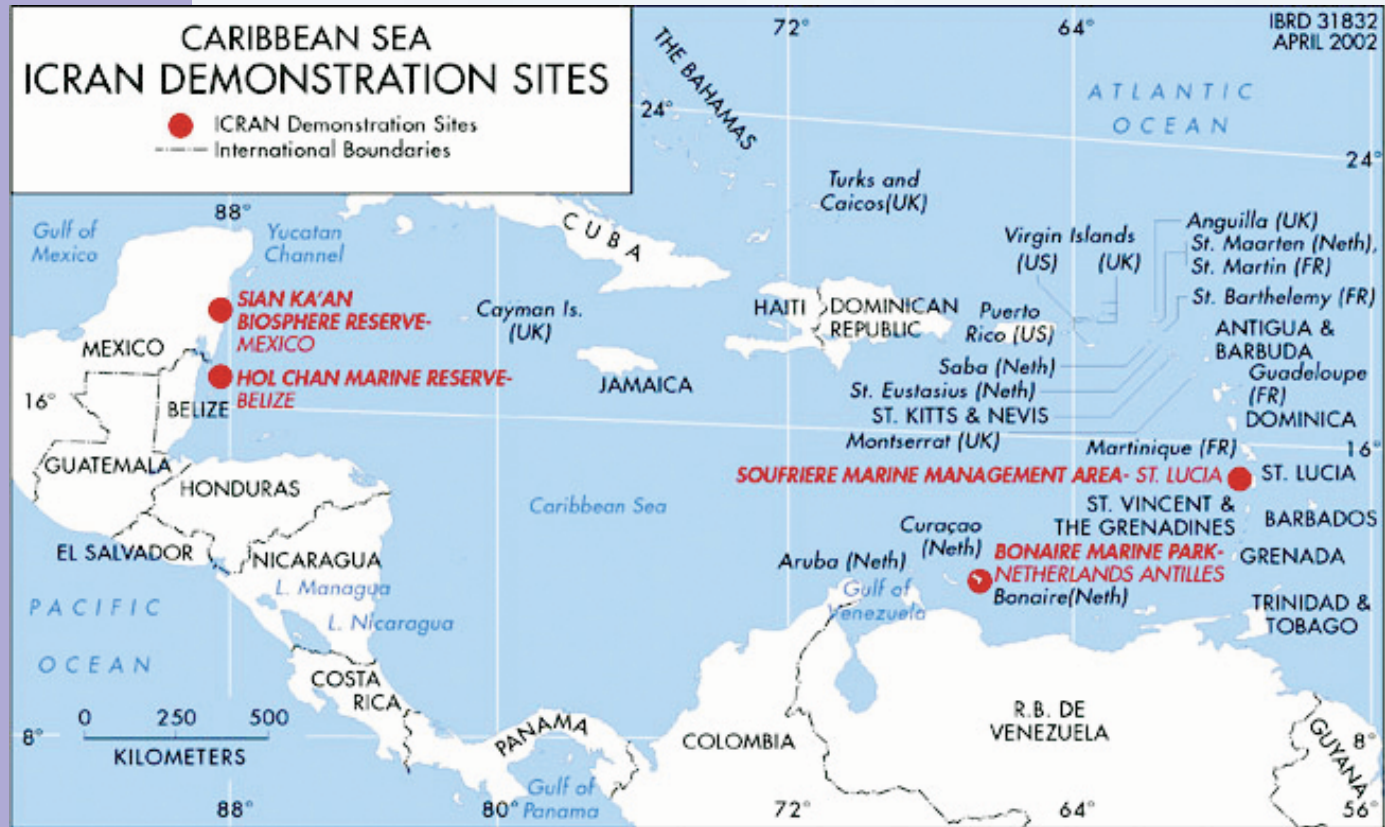 CARIBBEAN SEA
ICRAN DEMONSTRATION SITES
ICRAN Demonstration Sites
International Boundaries
IBRD 31832
APRIL 2002
72°
64°
THE BAHAMAS
24°
ATLANTIC
OCEAN
24°
88°
Gulf of
Mexico
Yucatan
Channel
CUBA
Turks and
Caicos(UK)
Virgin Islands
(US)
(UK)
Anguilla (UK)
St. Maarten (Neth),
St. Martin (FR)
St. Barthelemy (FR)
SIAN KA'AN
BIOSPHERE RESERVE-
MEXICO
Cayman Is.
(UK)
HAITI
DOMINICAN
REPUBLIC
Puerto
Rico (US)
ANTIGUA &
BARBUDA
MEXICO
JAMAICA
Saba (Neth)
St. Eustasius (Neth)
ST. KITTS & NEVIS
Montserrat (UK)
Guadeloupe
(FR)
DOMINICA
HOL CHAN MARINE RESERVE-
BELIZE
16°
BELIZE
Martinique (FR)
16°
GUATEMALA
HONDURAS
SOUFRIERE MARINE MANAGEMENT AREA- ST. LUCIA
ST. LUCIA
Caribbean Sea
ST. VINCENT &
THE GRENADINES
BARBADOS
EL SALVADOR
NICARAGUA
Curaçao
(Neth)
Aruba (Neth)
BONAIRE MARINE PARK-
NETHERLANDS ANTILLES
Bonaire(Neth)
GRENADA
L. Managua
L. Nicaragua
Gulf of
Venezuela
TRINIDAD &
TOBAGO
PACIFIC
OCEAN
COSTA
RICA
0 250 500
KILOMETERS
8°
PANAMA
COLOMBIA
R.B. DE
VENEZUELA
GUYANA
8°
88°
80°
Gulf of
Panama
72°
64°
56°